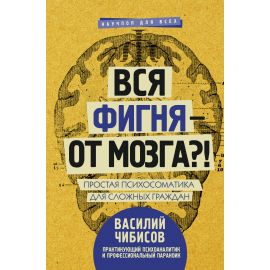 НАУЧПОП ДЛЯ ВСЕХ
ВСЯ
ФИГНЯ –
ОТ МОЗГА?!
ПРОСТАЯ ПСИХОСОМАТИКА
ДЛЯ СЛОЖНЫХ ГРАЖДАН
ВАСИЛИЙ
ЧИБИСОВ
ПРАКТИКУЮЩИЙ ПСИХОАНАЛИТИК
И ПРОФЕССИОНАЛЬНЫЙ ПАРАНОИК